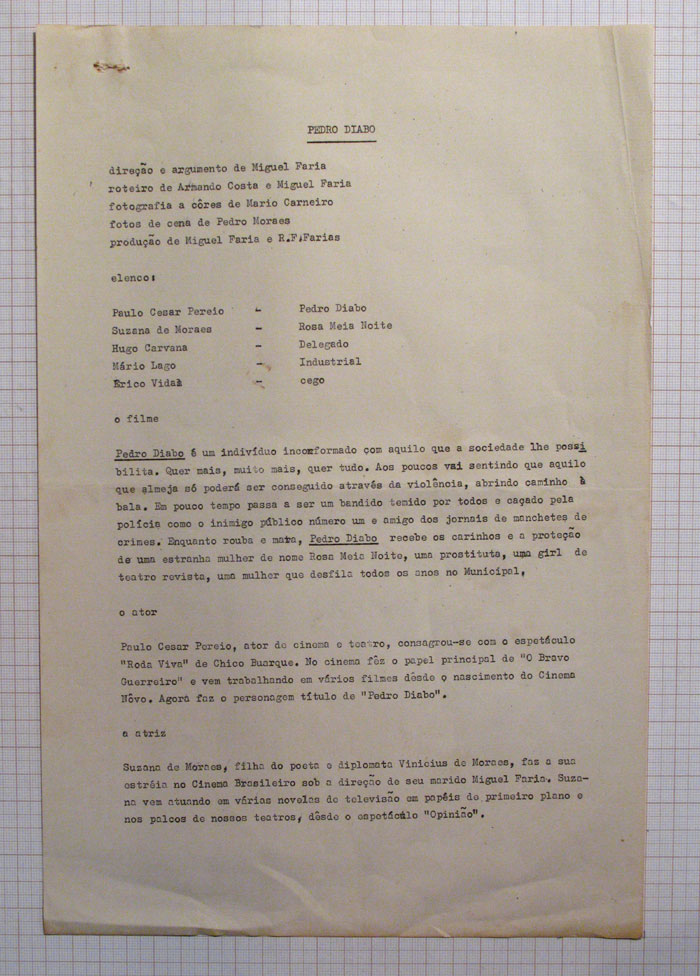 PEDRO DIABO
direção e argumento de Miguel Faria
roteiro de Armando Costa e Miguel Faria
fotografia a côres de Mario Carneiro
fotos de cena de Pedro Moraes
produção de Miguel Faria e R.F.Farias
elenco:
Paulo Cesar Pereio - Pedro Diabo
Suzana de Moraes - Rosa Meia Noite
Hugo Carvana - Delegado
Mário Lago - Industrial
Érico Vidal - cego
o filme
Pedro Diabo é um indivíduo inconformado com aquilo que a sociedade lhe possi
bilita. Quer mais, muito mais, quer tudo. Aos poucos vai sentindo que aquilo
que almeja só poderá ser conseguido através da violência, abrindo caminho à
bala. Em pouco tempo passa a ser um bandido temido por todos e caçado pela
polícia como o inimigo público número um e amigo dos jornais de manchetes de
crimes. Enquanto rouba e mata, Pedro Diabo recebe os carinhos e a proteção
de uma estranha mulher de nome Rosa Meia Noite, uma prostituta, uma girl de
teatro revista, uma mulher que desfila todos os anos no Municipal,
o ator
Paulo Cesar Pereio, ator de cinema e teatro, consagrou-se com o espetáculo
"Roda Viva" de Chico Buarque. No cinema fêz o papel principal de "O Bravo
Guerreiro" e vem trabalhando em vários filmes dêsde o nascimento do Cinema
Nôvo. Agora faz o personagem título de "Pedro Diabo".
a atriz
Suzana de Moraes, filha do poeta e diplomata Vinicius de Moraes, faz a sua
estréia no Cinema Brasileiro sob a direção de seu marido Miguel Faria. Suza-
na vem atuando em várias novelas de televisão em papéis de primeiro plano e
nos palcos de nossos teatros, dêsde o espetáculo "Opinião".